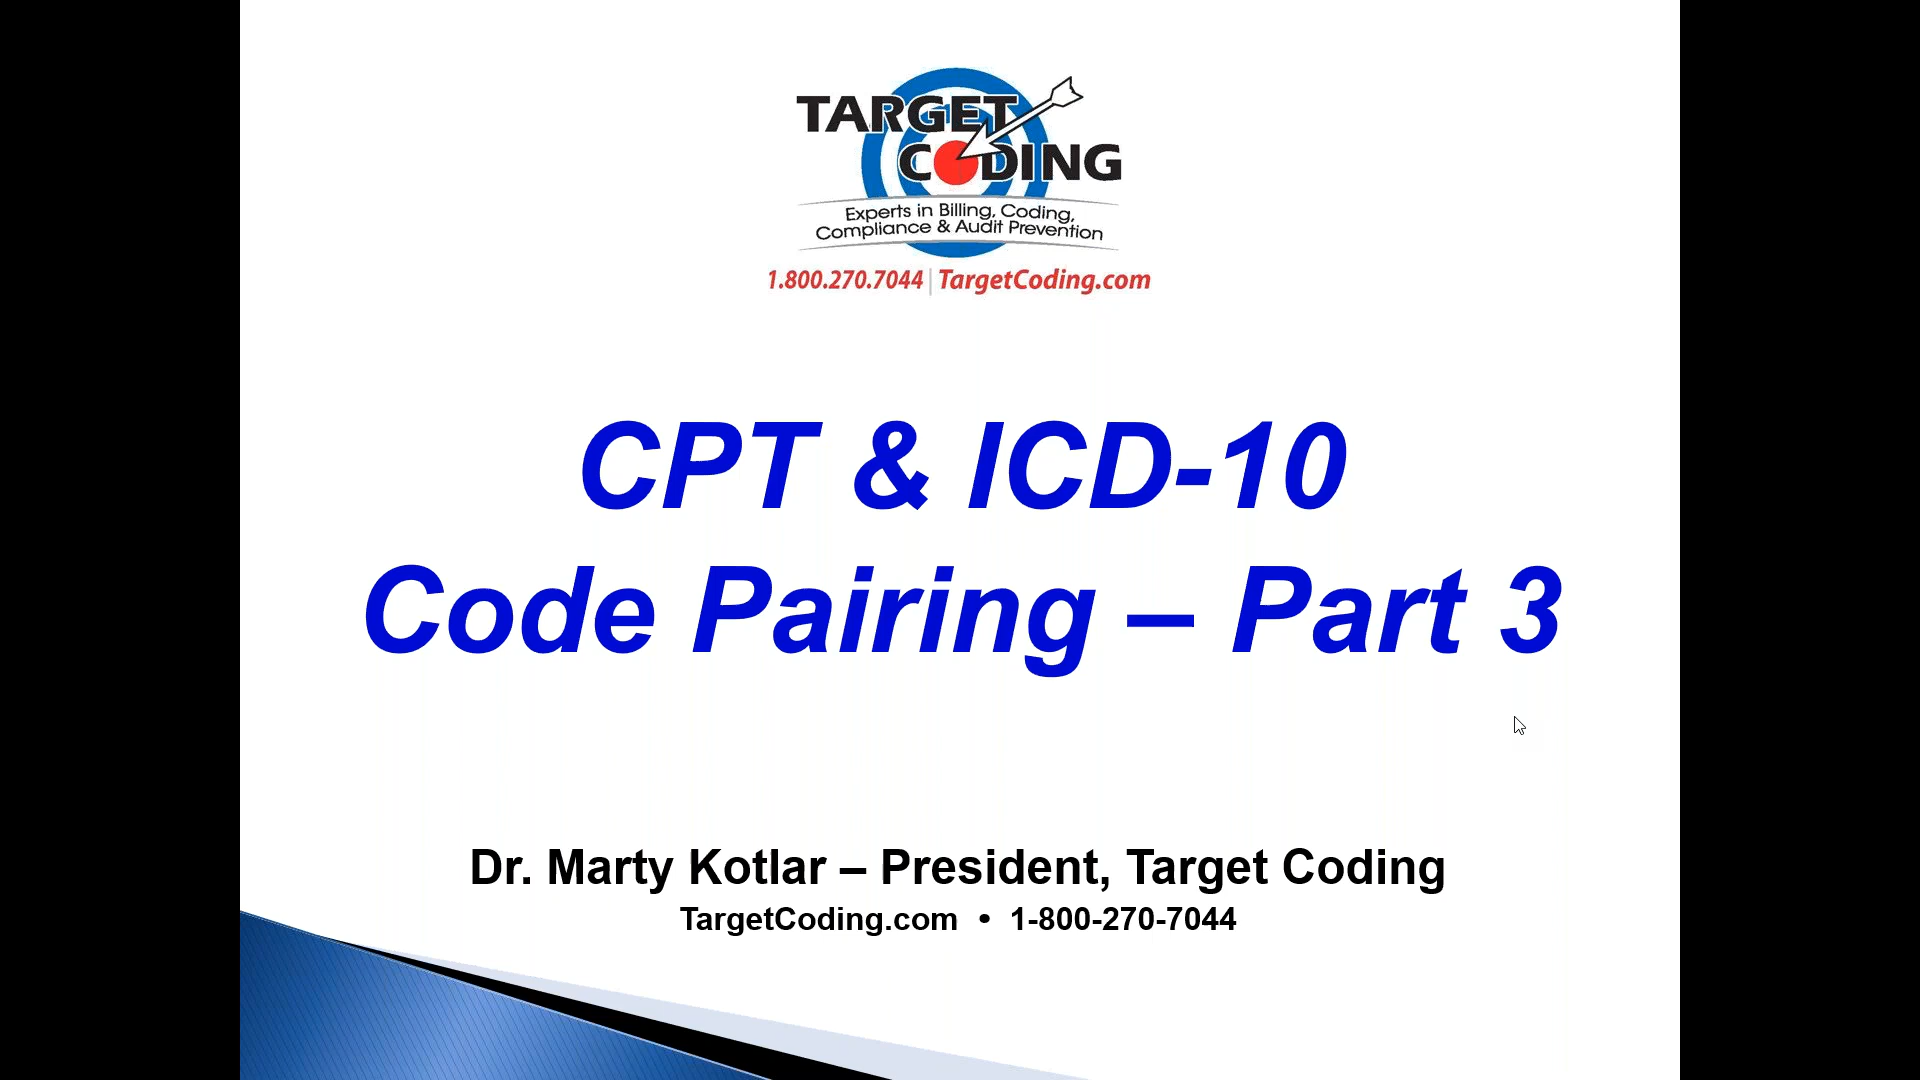 TARGET
CODING
Experts in Billing, Coding,
Compliance & Audit Prevention
1.800.270.7044 | TargetCoding.com
CPT & ICD-10
Code Pairing – Part 3
Dr. Marty Kotlar – President, Target Coding
TargetCoding.com • 1-800-270-7044